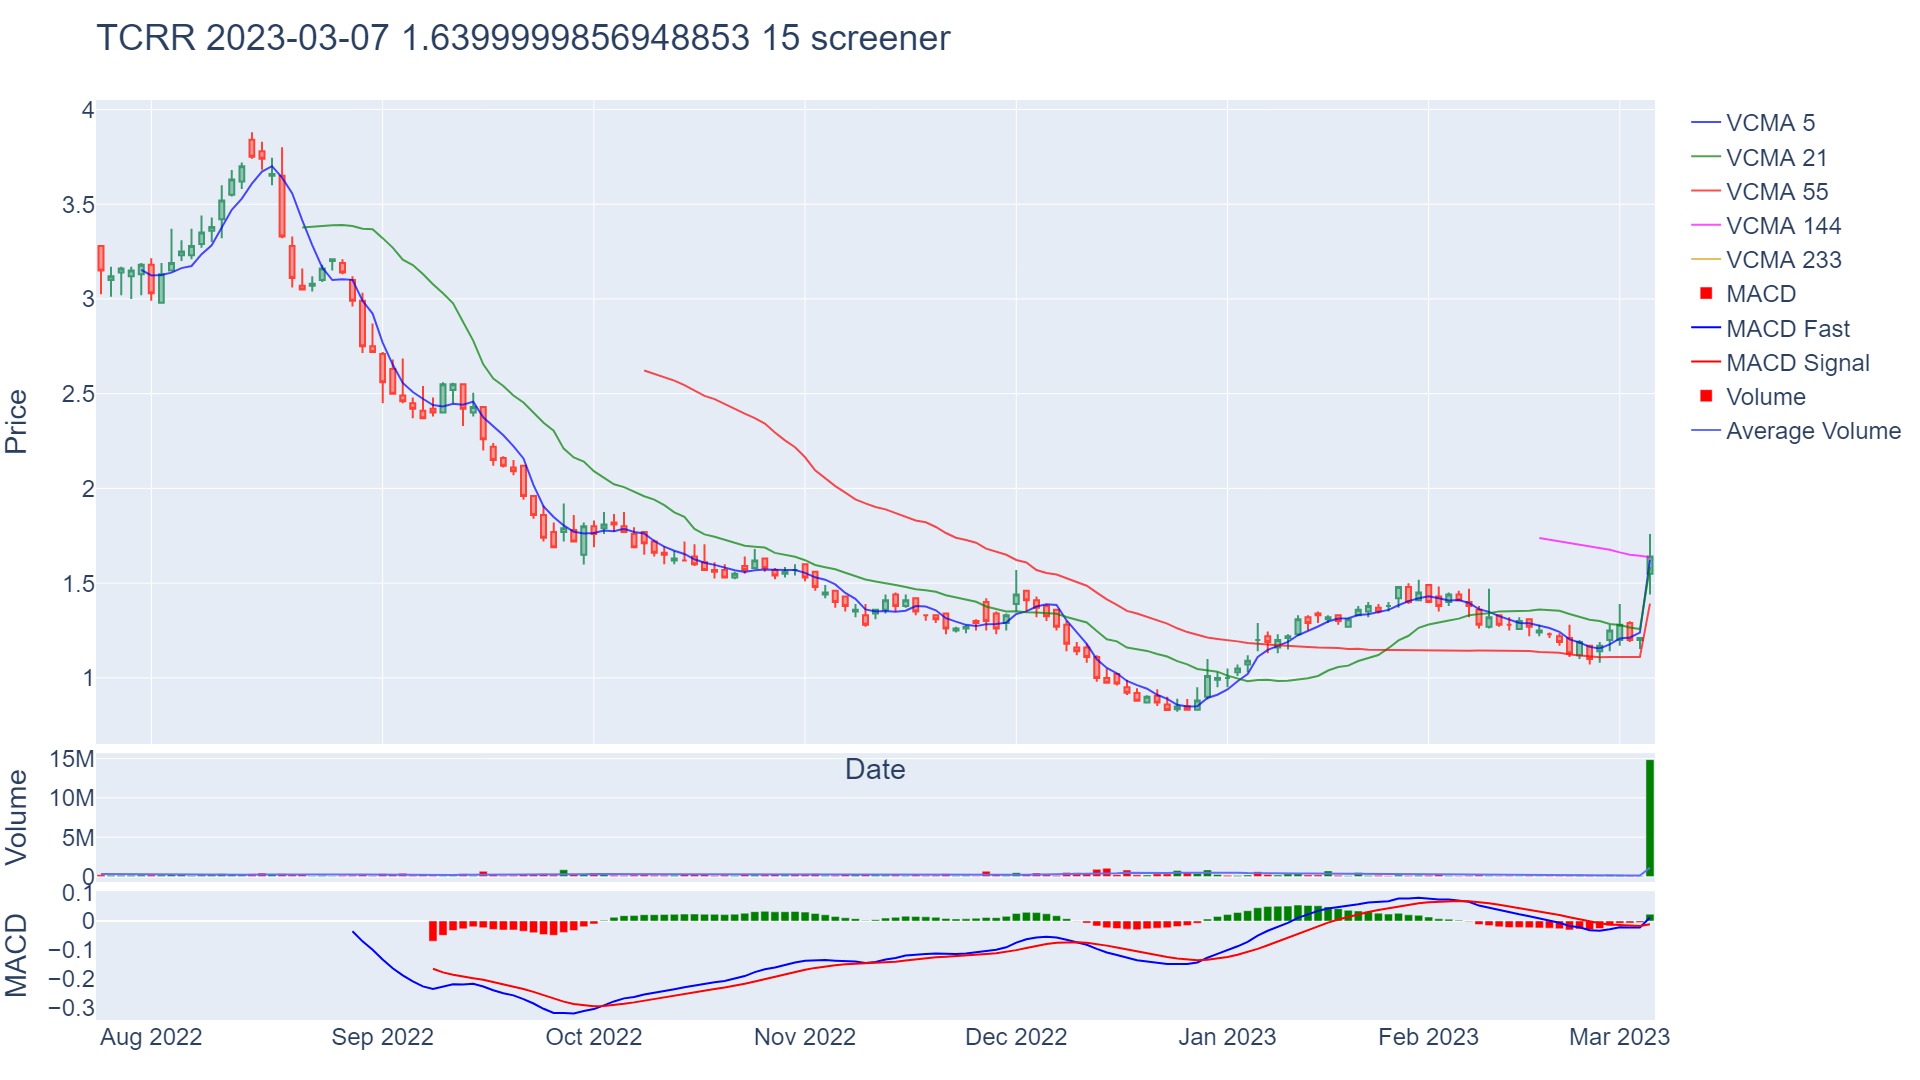 TCRR 2023-03-07 1.6399999856948853 15 screener
Price
4
3.5
3
2.5
2
1.5
1
VCMA 5
VCMA 21
VCMA 55
VCMA 144
VCMA 233
MACD
MACD Fast
MACD Signal
Volume
Average Volume
Date
Volume
15M
10M
5M
0
MACD
0.1
0
−0.1
−0.2
−0.3
Aug 2022
Sep 2022
Oct 2022
Nov 2022
Dec 2022
Jan 2023
Feb 2023
Mar 2023